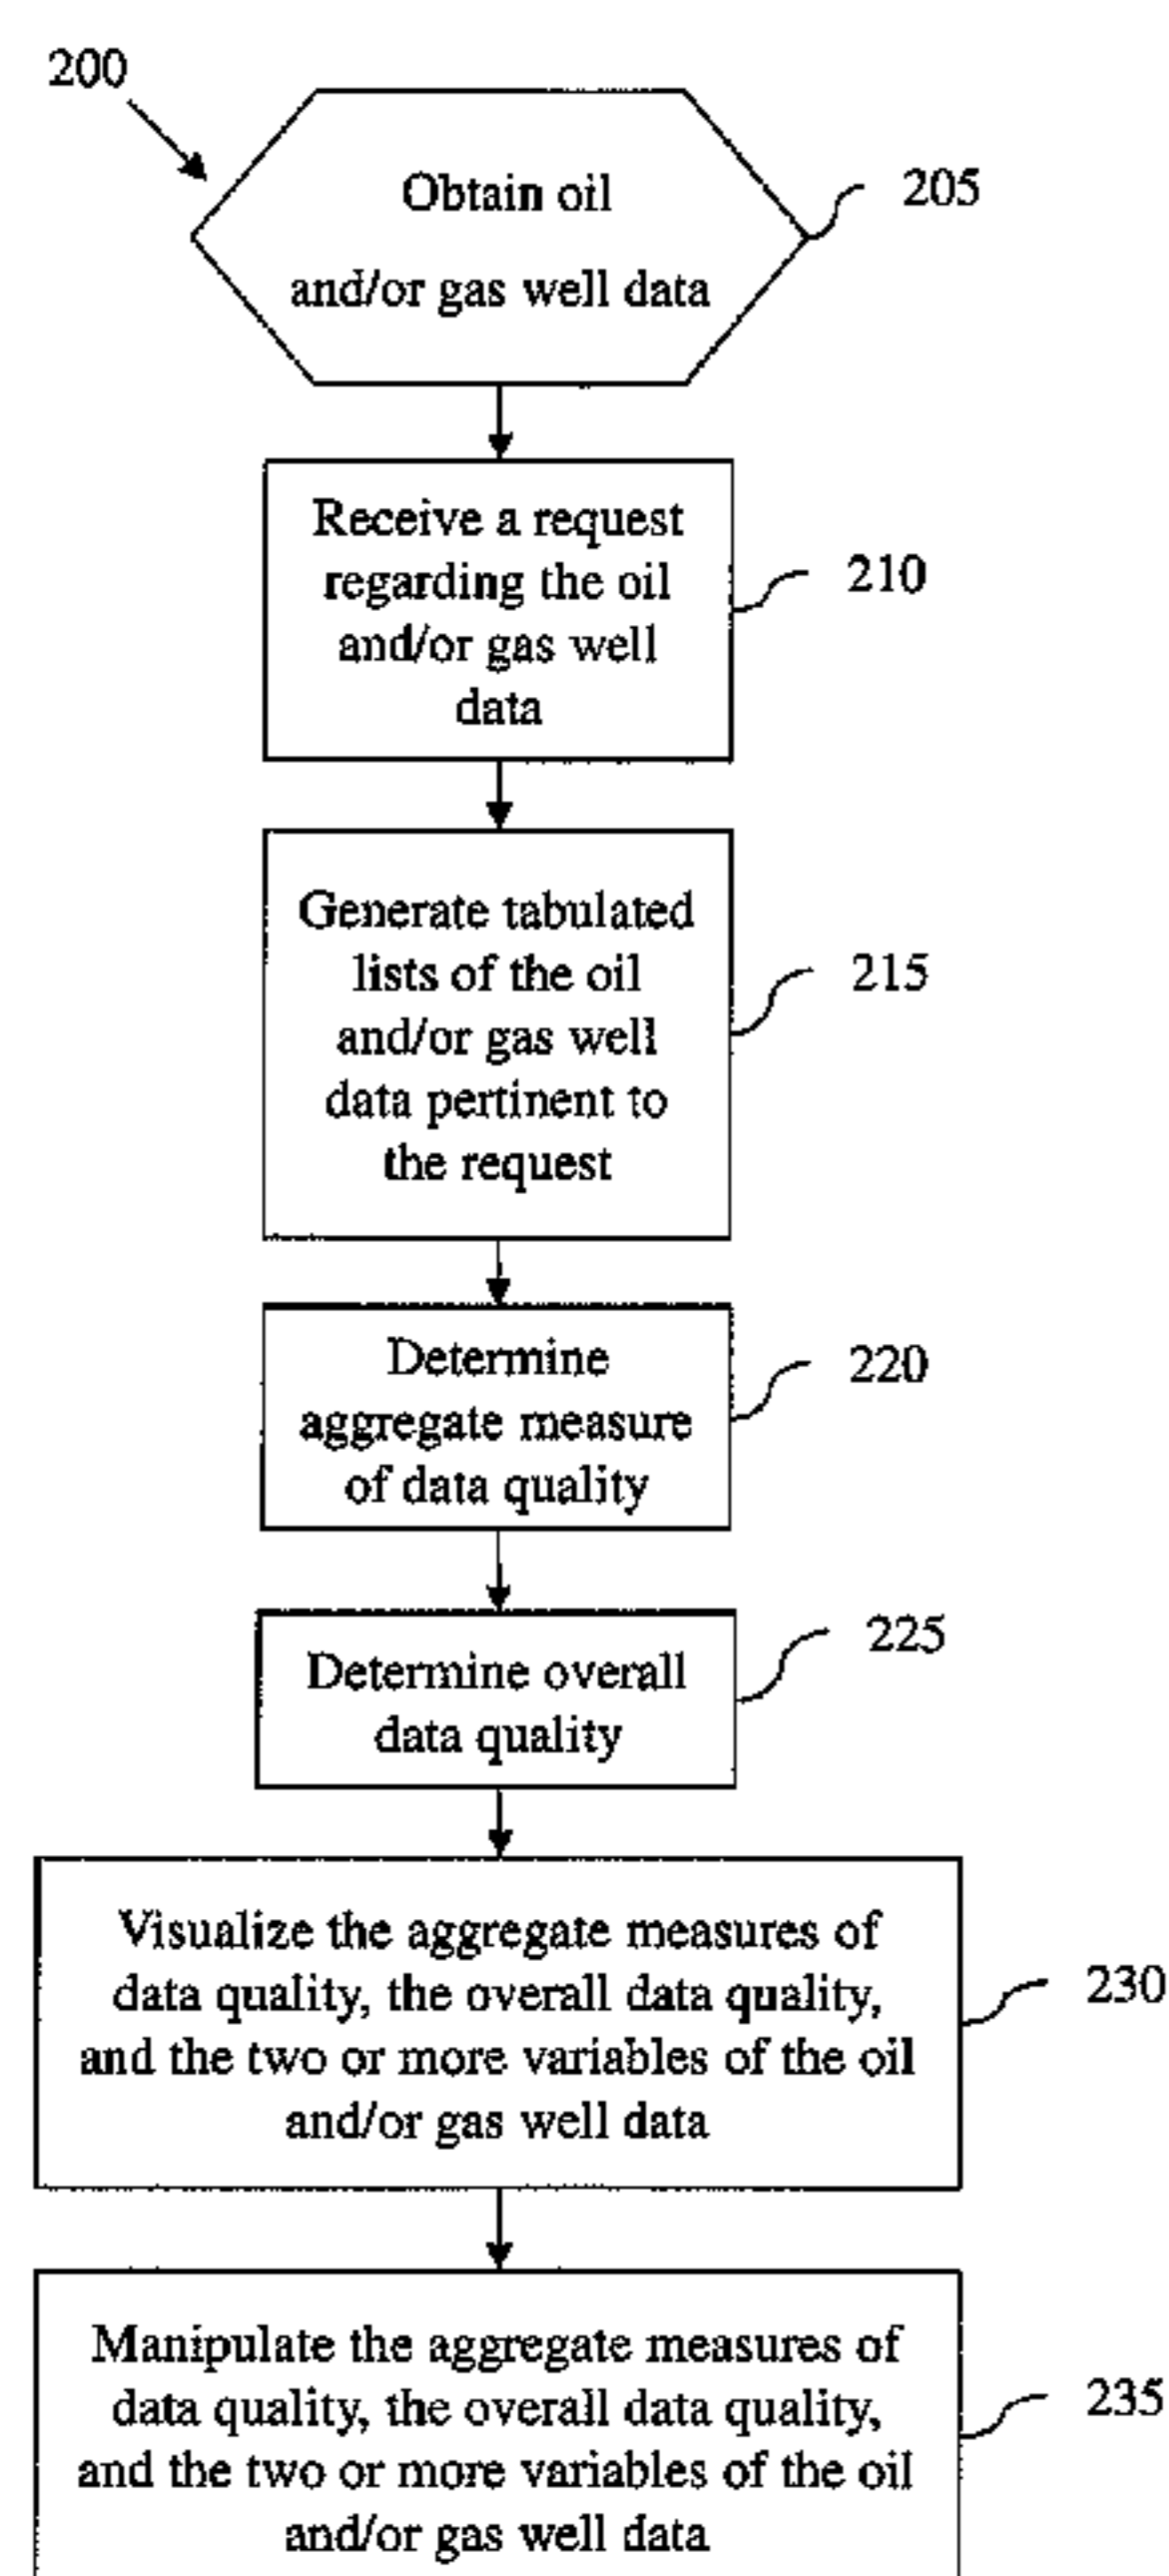 200
Obtain oil
and/or gas well data
205
Receive a request
regarding the oil
and/or gas well
data
210
Generate tabulated
lists of the oil
and/or gas well
data pertinent to
the request
215
Determine
aggregate measure
of data quality
220
Determine overall
data quality
225
Visualize the aggregate measures of
data quality, the overall data quality,
and the two or more variables of the oil
and/or gas well data
230
Manipulate the aggregate measures of
data quality, the overall data quality,
and the two or more variables of the oil
and/or gas well data
235